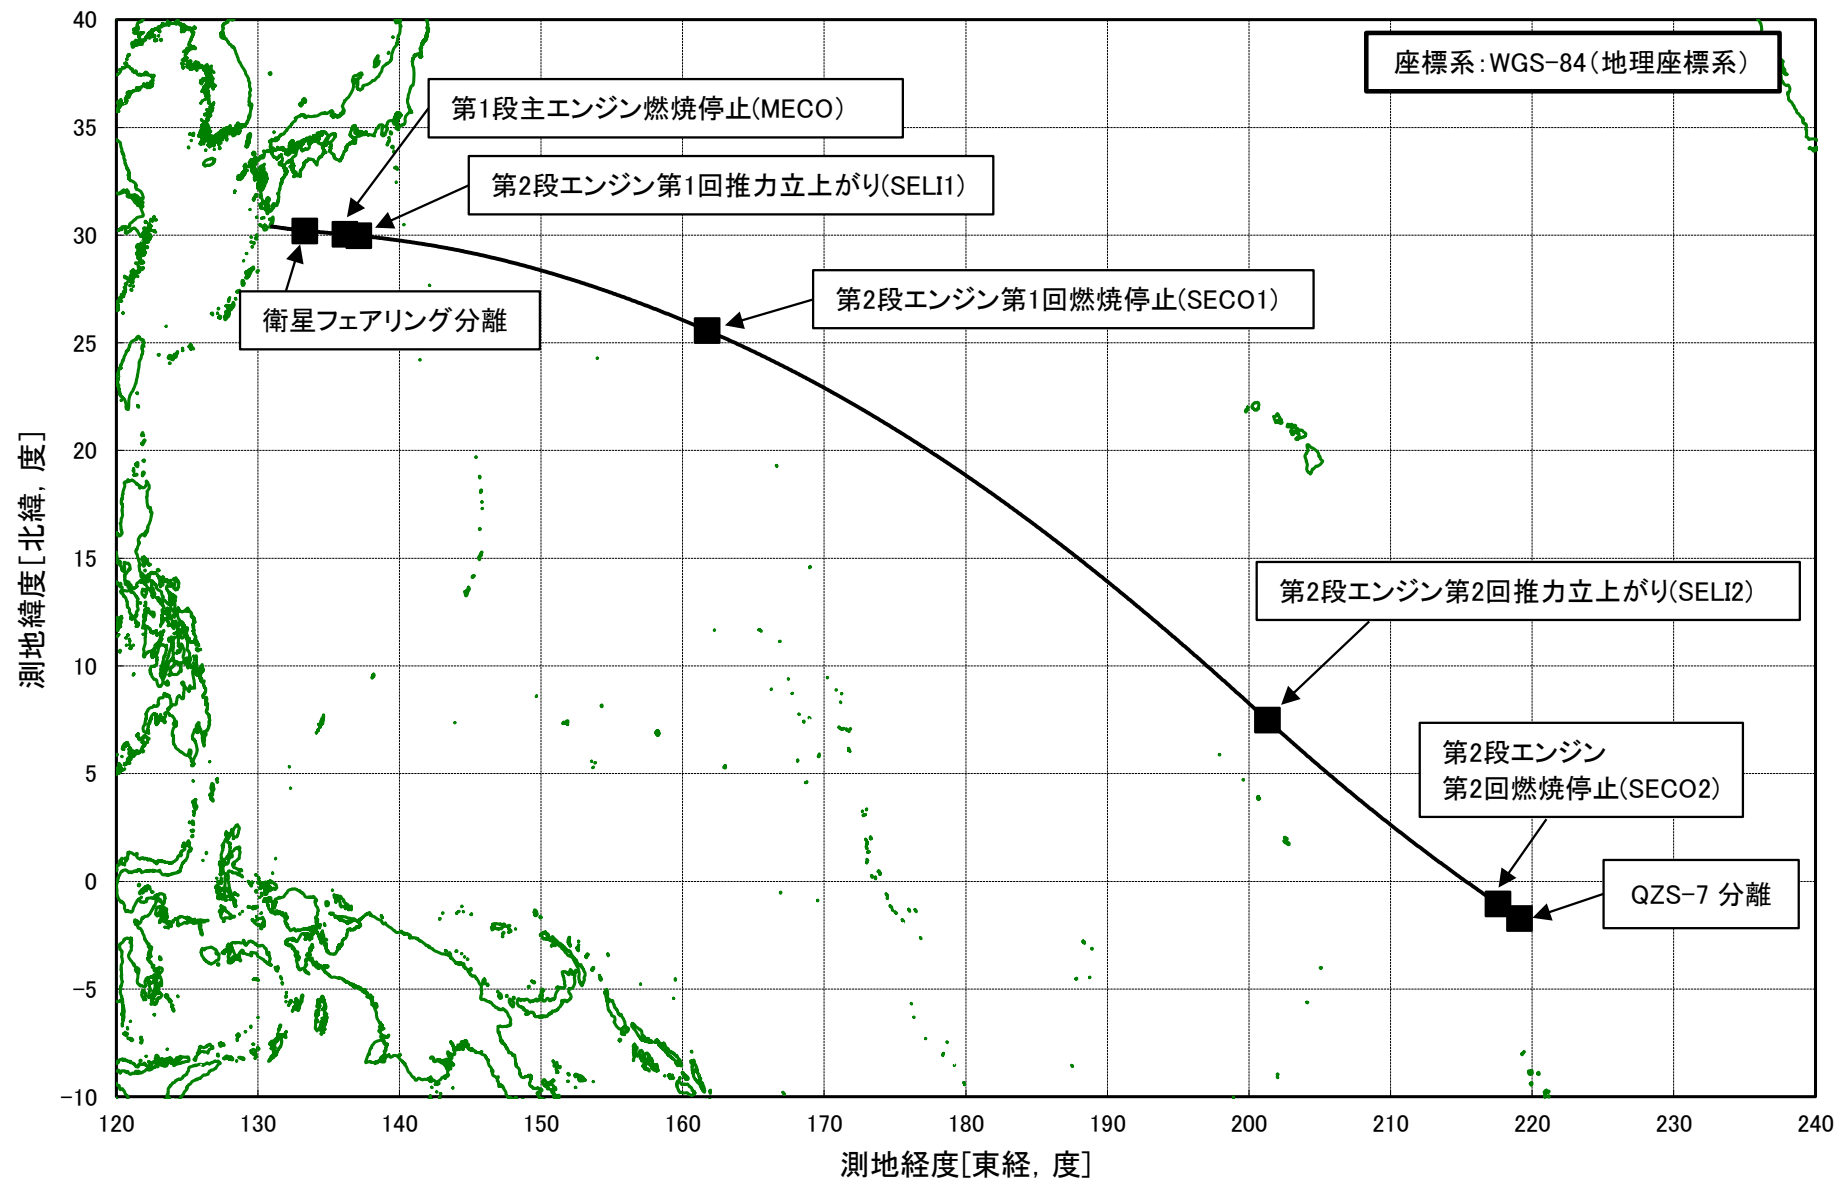 座標系:WGS-84(地理座標系)
第1段主エンジン燃焼停止(MECO)
第2段エンジン第1回推力立上がり(SELI1)
第2段エンジン第1回燃焼停止(SECO1)
衛星フェアリング分離
第2段エンジン第2回推力立上がり(SELI2)
第2段エンジン
第2回燃焼停止(SECO2)
QZS-7 分離
測地緯度[北緯, 度]
40
35
30
25
20
15
10
5
0
-5
-10
120 130 140 150 160 170 180 190 200 210 220 230 240
測地経度[東経, 度]